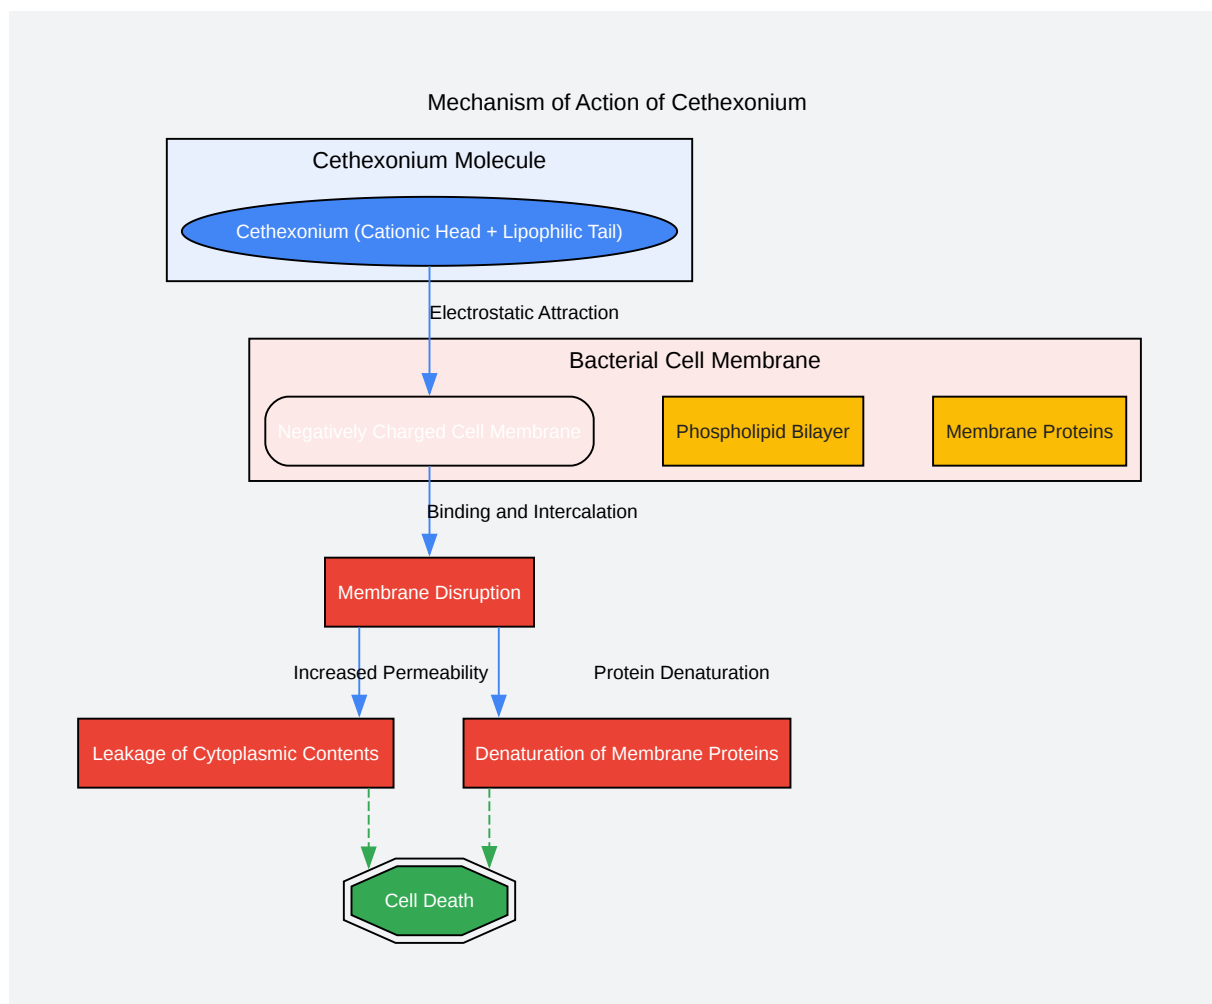 Mechanism of Action of Cethexonium
Cethexonium Molecule
Cethexonium (Cationic Head + Lipophilic Tail)
Electrostatic Attraction
Bacterial Cell Membrane
Negatively Charged Cell Membrane
Phospholipid Bilayer
Membrane Proteins
Binding and Intercalation
Membrane Disruption
Increased Permeability
Protein Denaturation
Leakage of Cytoplasmic Contents
Denaturation of Membrane Proteins
Cell Death